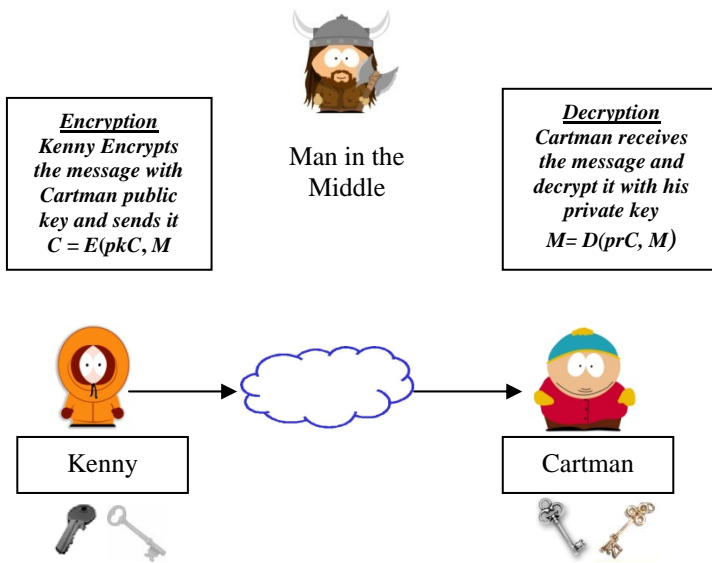 Encryption
Kenny Encrypts
the message with
Cartman public
key and sends it
C = E(pkC, M
Man in the
Middle
Decryption
Cartman receives
the message and
decrypt it with his
private key
M= D(prC, M)
Kenny
Cartman